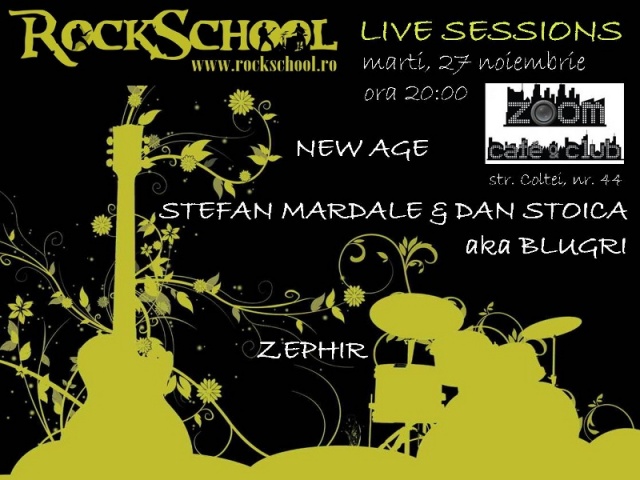 ROCKSCHOOL
www.rockschool.ro
LIVE SESSIONS
marti, 27 noiembrie
ora 20:00
zoom
café & club
str. Coltei, nr. 44
NEW AGE
STEFAN MARDALE & DAN STOICA
aka BLUGRI
ZEPHIR